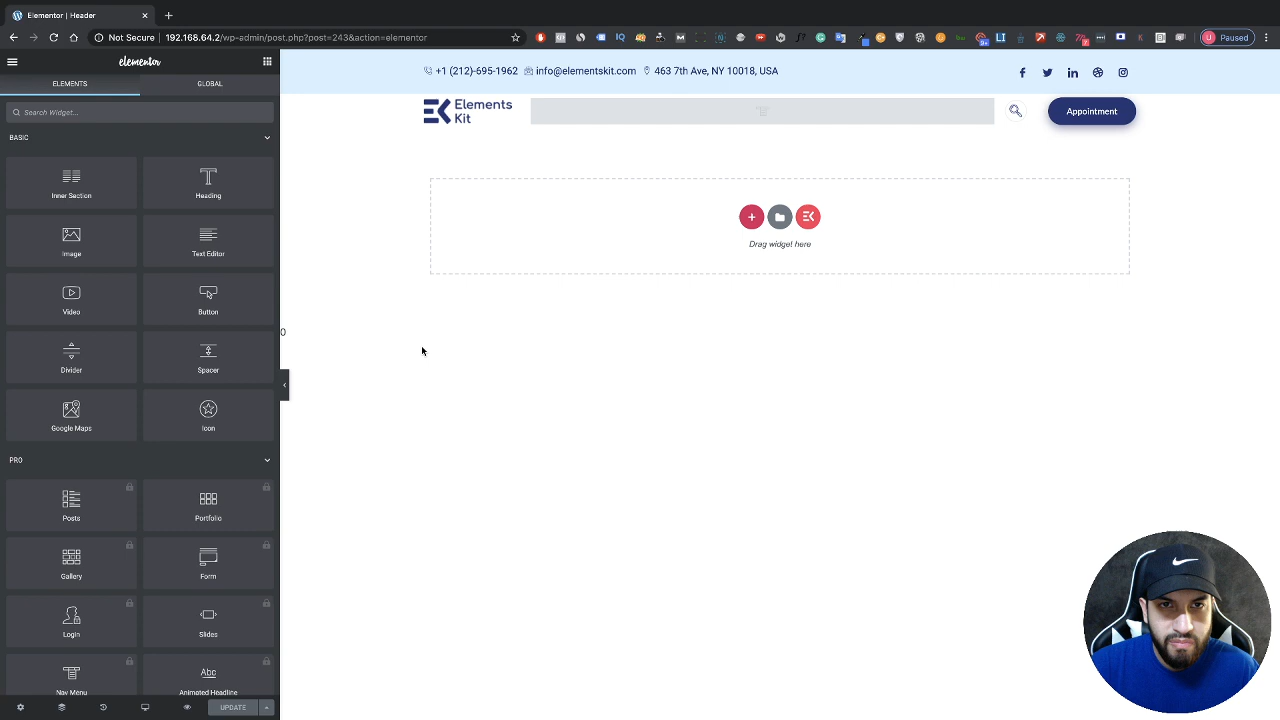 Elementor | Header
Not Secure | 192.168.64.2/wp-admin/post.php?post=243&action=elementor
Paused
elementor
ELEMENTS
GLOBAL
Search Widget...
BASIC
Inner Section
Heading
Image
Text Editor
Video
Button
Divider
Spacer
Google Maps
Icon
PRO
Posts
Portfolio
Gallery
Form
Login
Slides
Nav Menu
Abc
Animated Headline
UPDATE
+1 (212)-695-1962 info@elementskit.com 463 7th Ave, NY 10018, USA
Elements
Kit
Appointment
Drag widget here
0